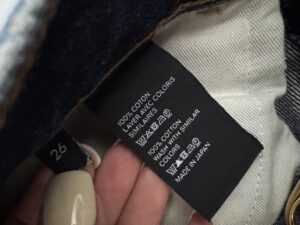 100% COTON
LAVER AVEC COLORIS
SIMILAIRES
100% COTTON
WASH WITH SIMILAR
COLORS
MADE IN JAPAN
26